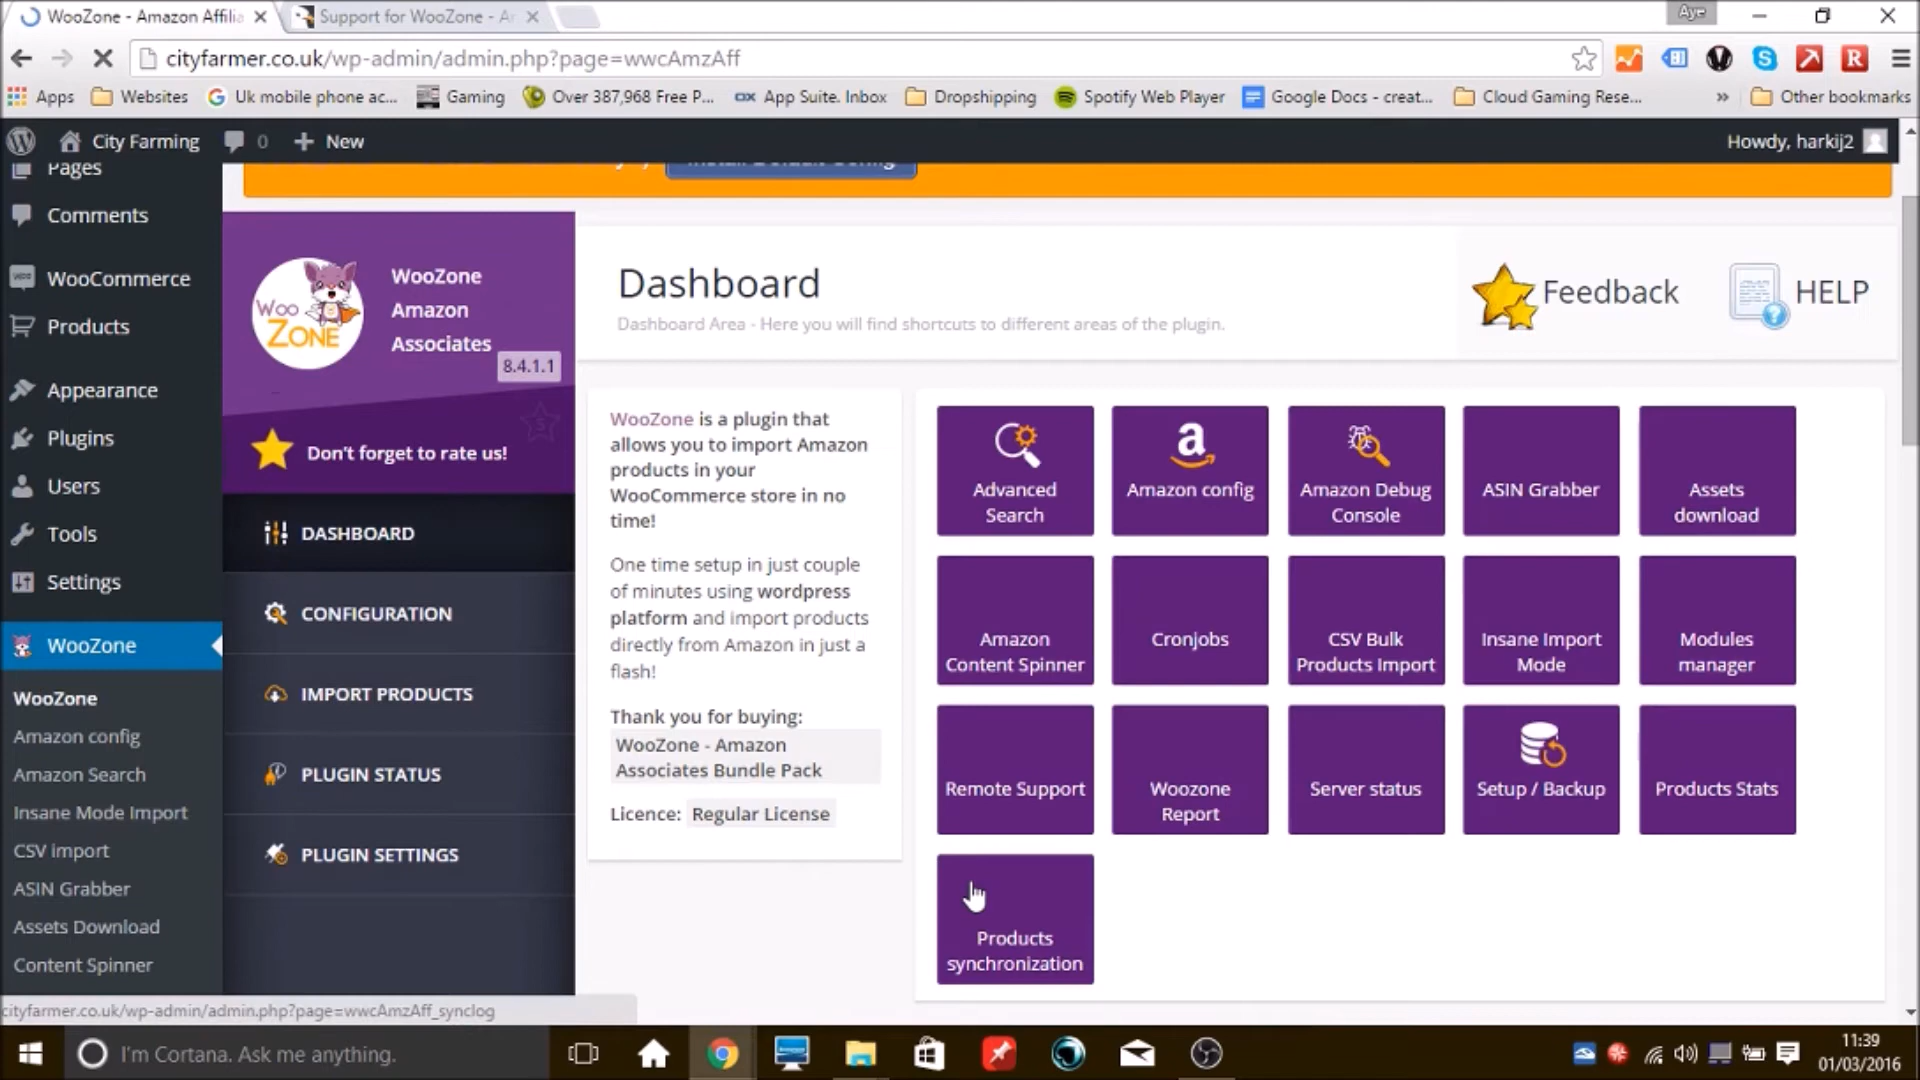 WooZone - Amazon Affilia
Support for WooZone - A
Aye
cityfarmer.co.uk/wp-admin/admin.php?page=wwcAmzAff
Apps
Websites
Uk mobile phone ac...
Gaming
Over 387,968 Free P...
App Suite. Inbox
Dropshipping
Spotify Web Player
Google Docs - creat...
Cloud Gaming Rese...
»
Other bookmarks
City Farming
0
New
Howdy, harkij2
Install Default Config
Pages
Comments
WooCommerce
Products
Appearance
Plugins
Users
Tools
Settings
WooZone
WooZone
Amazon config
Amazon Search
Insane Mode Import
CSV import
ASIN Grabber
Assets Download
Content Spinner
Woo
ZONE
WooZone
Amazon
Associates
8.4.1.1
Don't forget to rate us!
5
DASHBOARD
CONFIGURATION
IMPORT PRODUCTS
PLUGIN STATUS
PLUGIN SETTINGS
Dashboard
Dashboard Area - Here you will find shortcuts to different areas of the plugin.
Feedback
HELP
WooZone is a plugin that
allows you to import Amazon
products in your
WooCommerce store in no
time!
One time setup in just couple
of minutes using wordpress
platform and import products
directly from Amazon in just a
flash!
Thank you for buying:
WooZone - Amazon
Associates Bundle Pack
Licence: Regular License
Advanced
Search
Amazon config
Amazon Debug
Console
ASIN Grabber
Assets
download
Amazon
Content Spinner
Cronjobs
CSV Bulk
Products Import
Insane Import
Mode
Modules
manager
Remote Support
Woozone
Report
Server status
Setup / Backup
Products Stats
Products
synchronization
cityfarmer.co.uk/wp-admin/admin.php?page=wwcAmzAff_synclog
I'm Cortana. Ask me anything.
11:39
01/03/2016